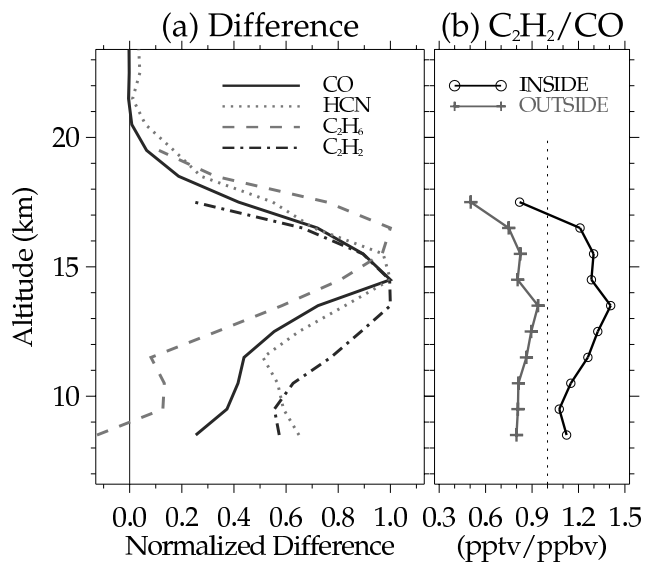 (a) Difference
(b) C₂H₂/CO
CO
HCN
C₂H₆
C₂H₂
INSIDE
OUTSIDE
20
15
10
Altitude (km)
0.0 0.2 0.4 0.6 0.8 1.0
0.3 0.6 0.9 1.2 1.5
Normalized Difference
(pptv/ppbv)